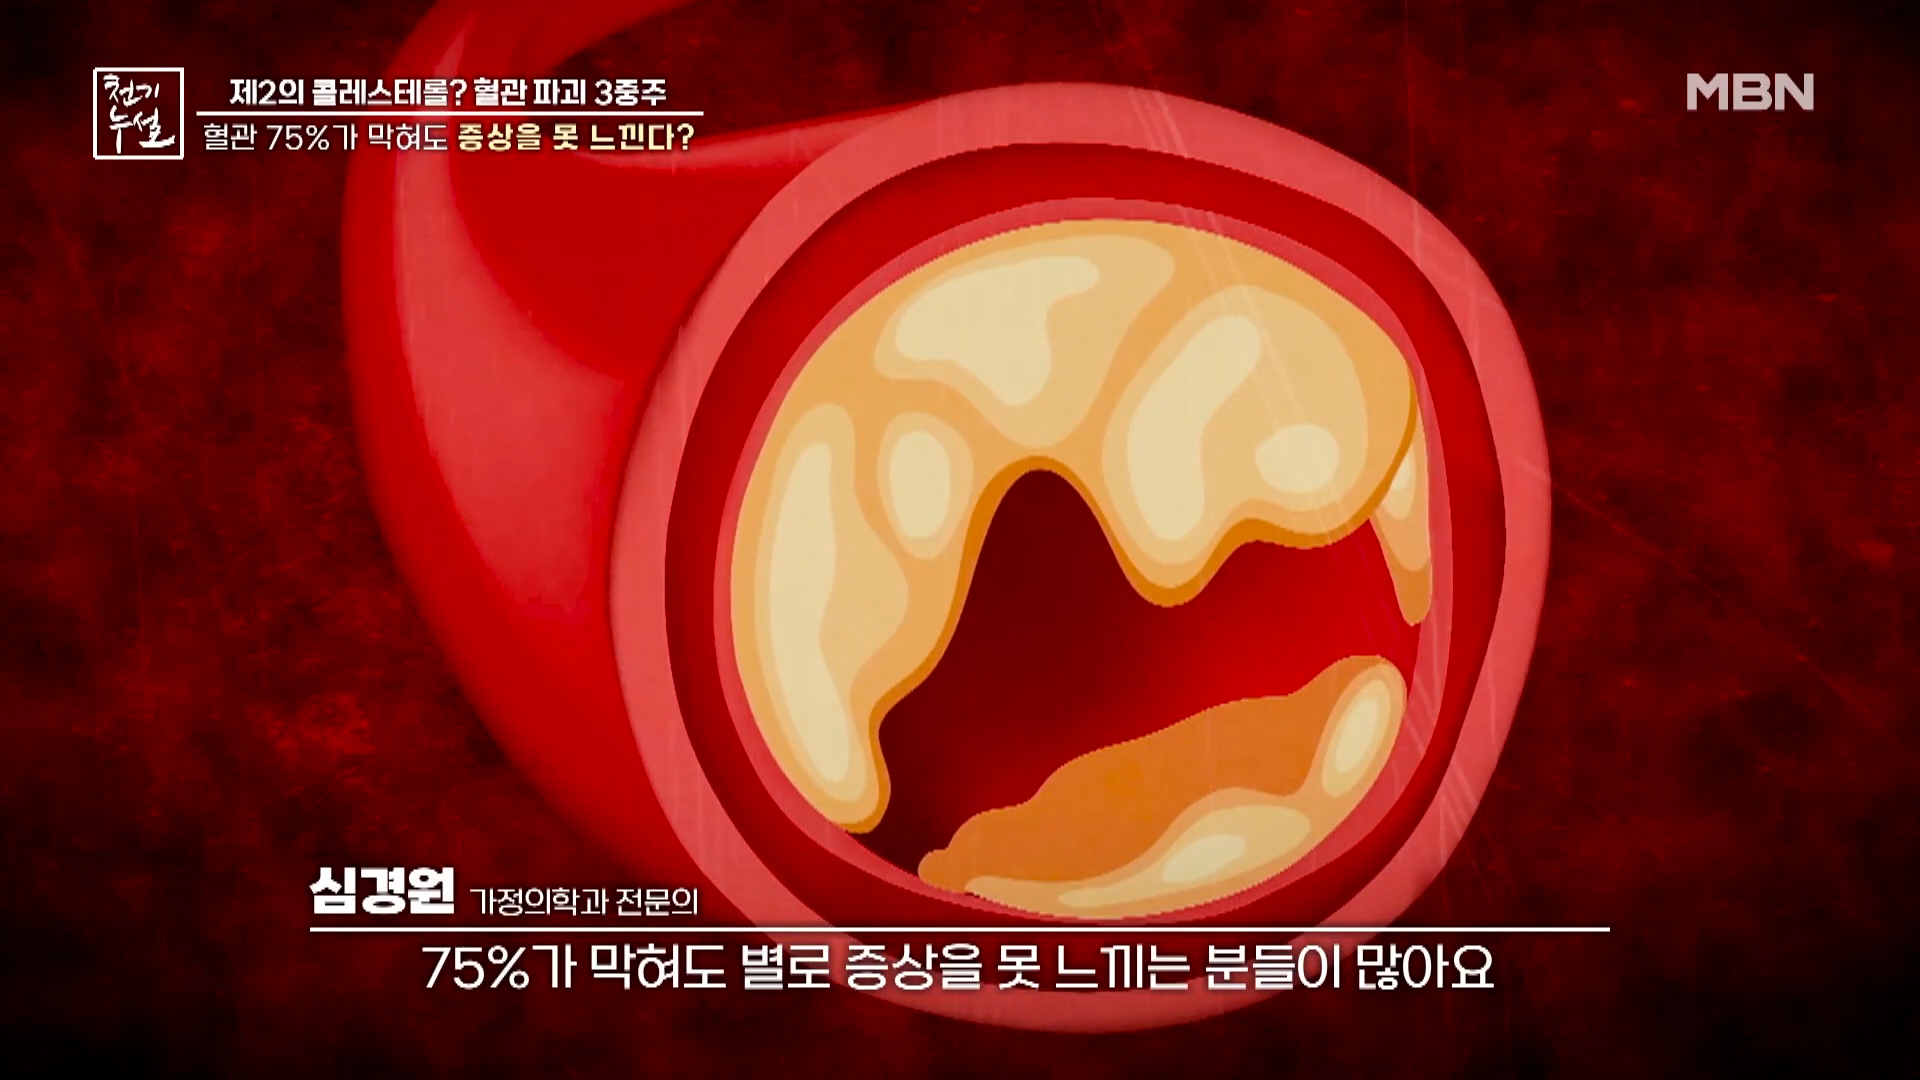 천기
누설
제2의 콜레스테롤? 혈관 파괴 3중주
혈관 75%가 막혀도 증상을 못 느낀다?
MBN
심경원 가정의학과 전문의
75%가 막혀도 별로 증상을 못 느끼는 분들이 많아요